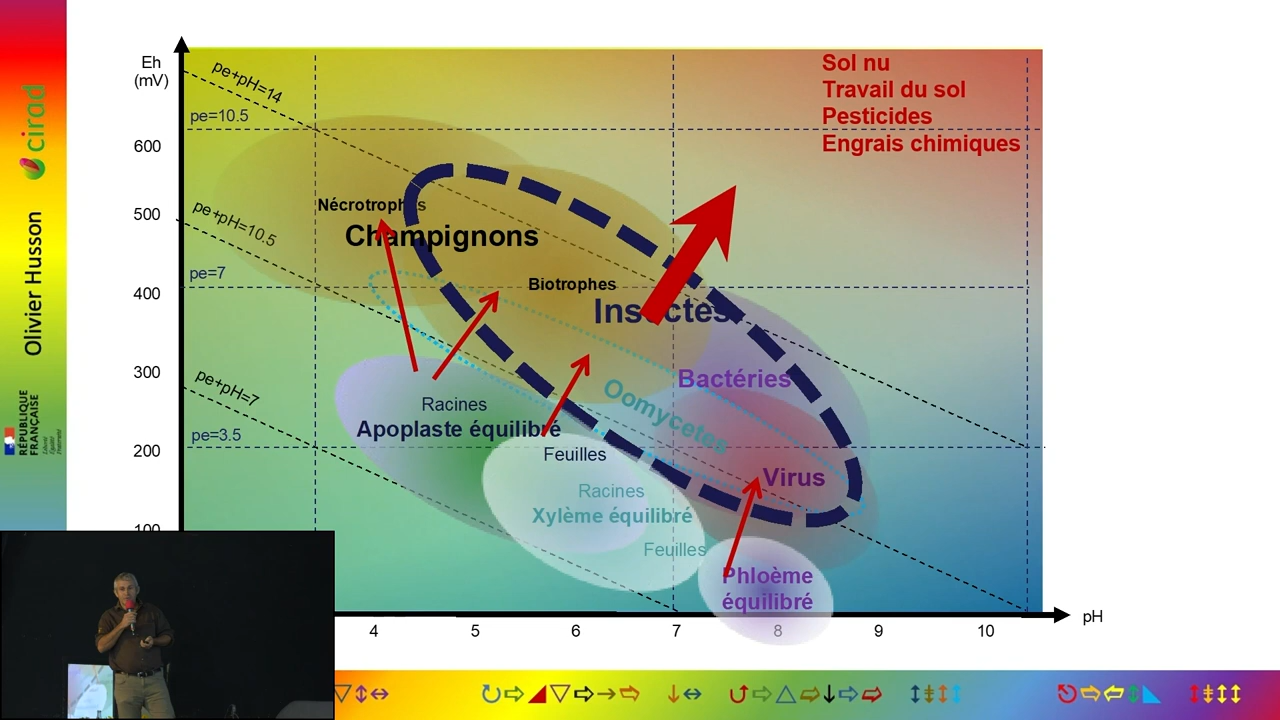 Eh
(mV)
600
500
400
300
200
100
pe+pH=14
pe=10.5
pe+pH=10.5
pe=7
pe+pH=7
pe=3.5
Sol nu
Travail du sol
Pesticides
Engrais chimiques
Nécrotrophes
Champignons
Biotrophes
Insectes
Bactéries
Oomycetes
Virus
Racines
Apoplaste équilibré
Feuilles
Racines
Xylème équilibré
Feuilles
Phloème
équilibré
4 5 6 7 8 9 10
pH
cirad
Olivier Husson
RÉPUBLIQUE
FRANÇAISE